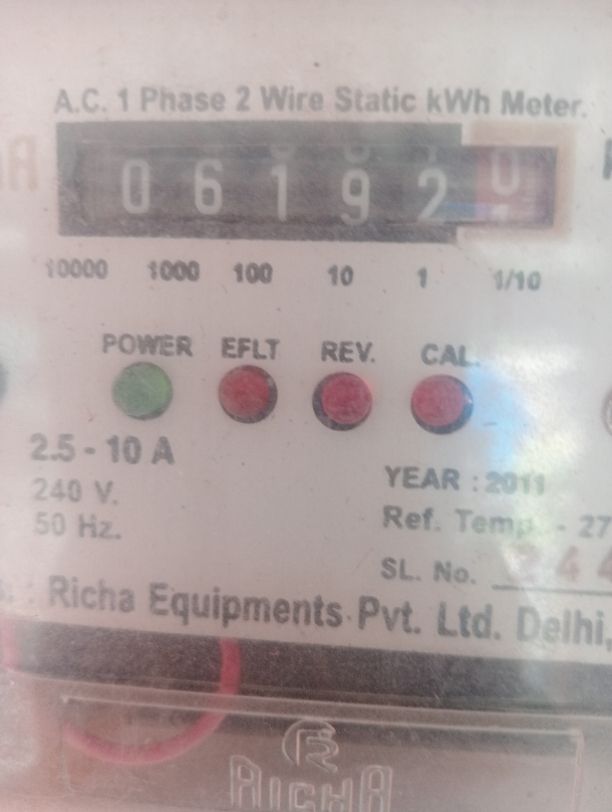 A.C. 1 Phase 2 Wire Static kWh Meter.
0 6 1 9 2 0
10000 1000 100 10 1 1/10
POWER EFLT REV. CAL.
2.5 - 10 A
240 V.
50 Hz.
YEAR : 2011
Ref. Temp. - 27
SL. No. 44
Richa Equipments Pvt. Ltd. Delhi,
RICHA